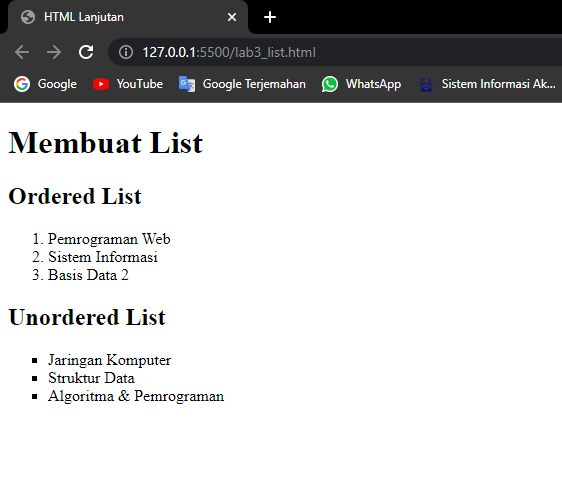 HTML Lanjutan
127.0.0.1:5500/lab3_list.html
Google YouTube Google Terjemahan WhatsApp Sistem Informasi Ak...
Membuat List
Ordered List
1. Pemrograman Web
2. Sistem Informasi
3. Basis Data 2
Unordered List
▪ Jaringan Komputer
▪ Struktur Data
▪ Algoritma & Pemrograman